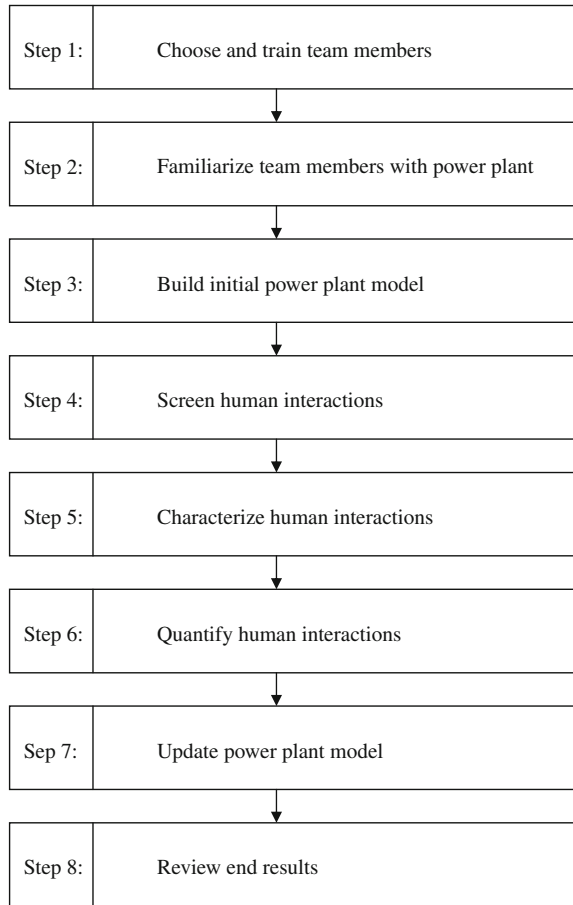 Step 1: Choose and train team members
Step 2: Familiarize team members with power plant
Step 3: Build initial power plant model
Step 4: Screen human interactions
Step 5: Characterize human interactions
Step 6: Quantify human interactions
Sep 7: Update power plant model
Step 8: Review end results